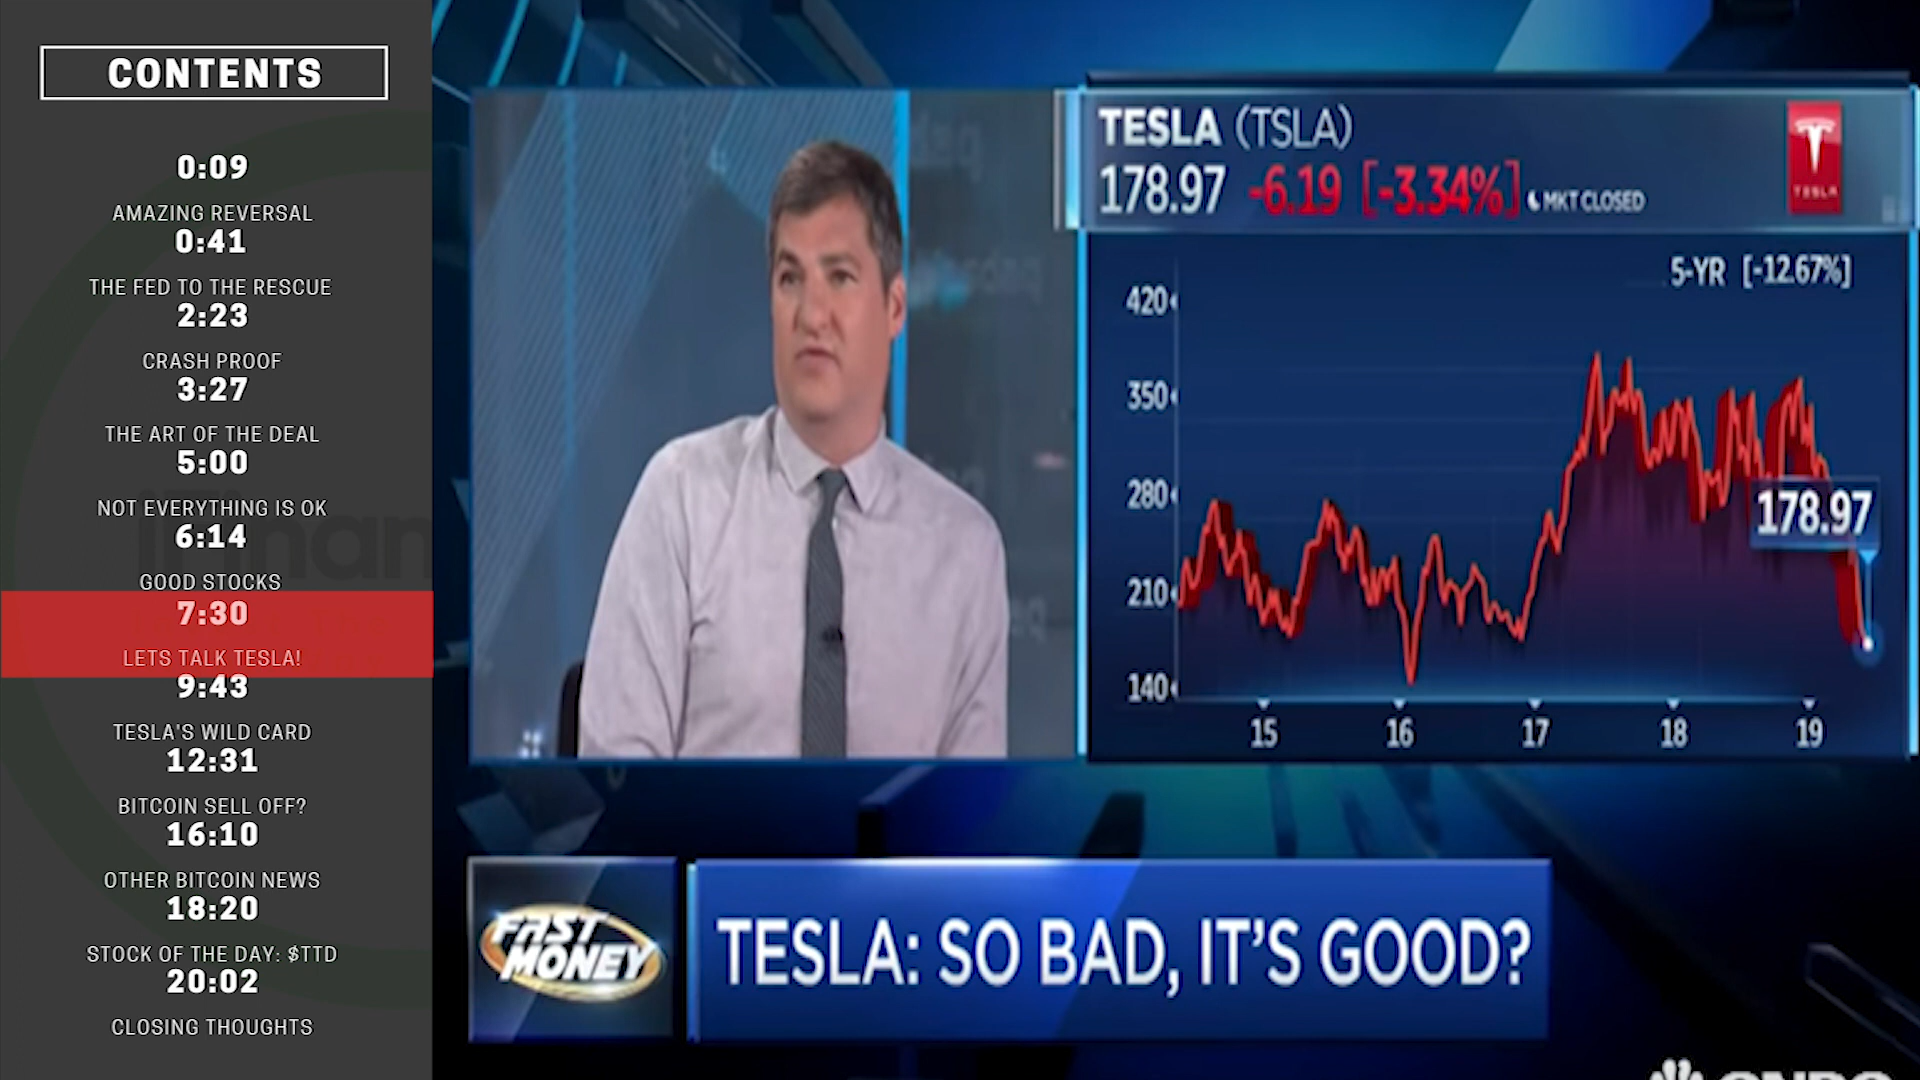 CONTENTS
0:09
AMAZING REVERSAL
0:41
THE FED TO THE RESCUE
2:23
CRASH PROOF
3:27
THE ART OF THE DEAL
5:00
NOT EVERYTHING IS OK
6:14
GOOD STOCKS
7:30
LETS TALK TESLA!
9:43
TESLA'S WILD CARD
12:31
BITCOIN SELL OFF?
16:10
OTHER BITCOIN NEWS
18:20
STOCK OF THE DAY: $TTD
20:02
CLOSING THOUGHTS
TESLA (TSLA)
178.97 -6.19 [-3.34%] MKT CLOSED
TESLA
5-YR [-12.67%]
420
350
280
210
140
178.97
15 16 17 18 19
FAST
MONEY
TESLA: SO BAD, IT'S GOOD?
CNBC